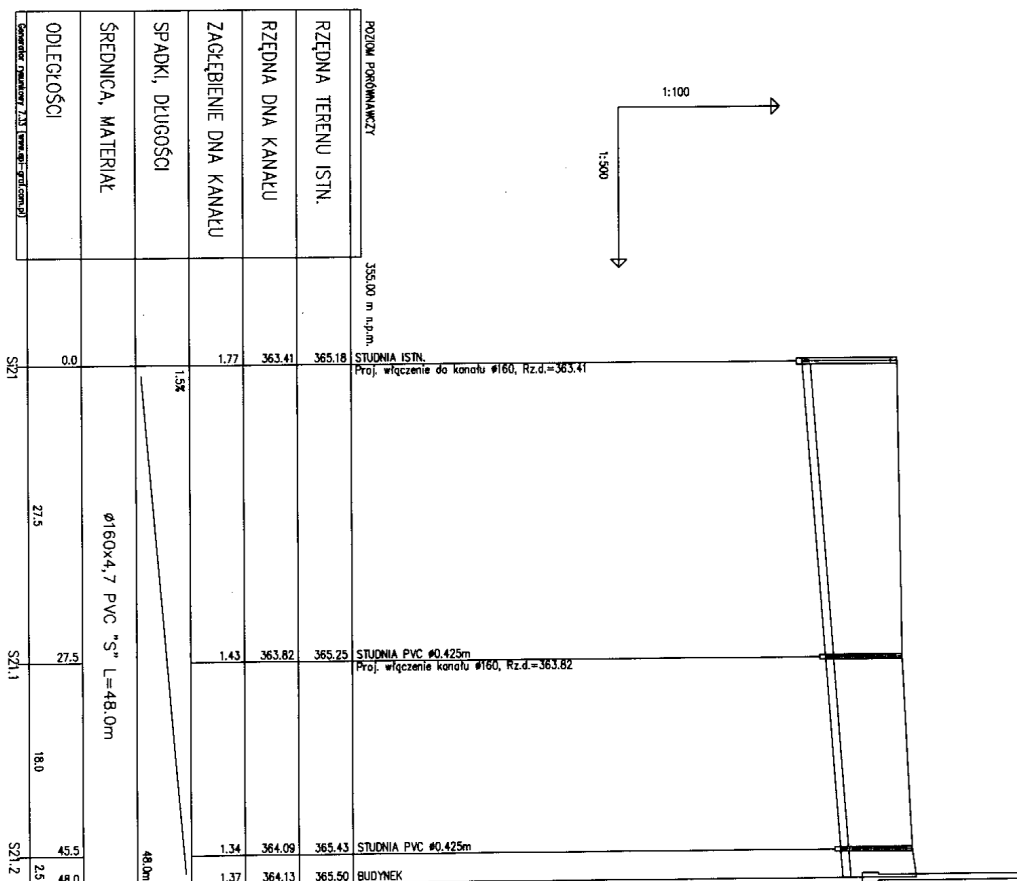 1:100
1:500
POZIOM PORÓWNAWCZY 355.00 m n.p.m.
RZĘDNA TERENU ISTN. 365.18 365.25 365.43 365.50
RZĘDNA DNA KANAŁU 363.41 363.82 364.09 364.13
ZAGŁĘBIENIE DNA KANAŁU 1.77 1.43 1.34 1.37
SPADKI, DŁUGOŚCI 1.5% 48.0m
ŚREDNICA, MATERIAŁ ø160x4,7 PVC "S" L=48.0m
ODLEGŁOŚCI 0.0 27.5 27.5 18.0 45.5 2.5 48.0
S21 S21.1 S21.2
STUDNIA ISTN.
Proj. włączenie do kanału ø160, Rz.d.=363.41
STUDNIA PVC ø0.425m
Proj. włączenie kanału ø160, Rz.d.=363.82
STUDNIA PVC ø0.425m
BUDYNEK
Generator rysunkowy 7.33